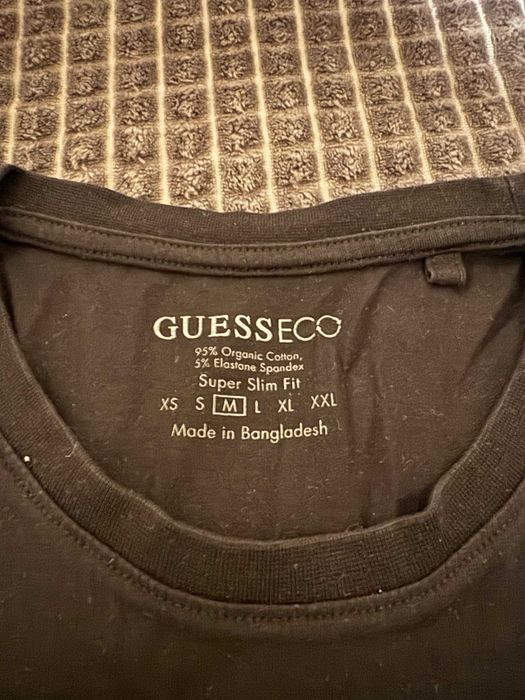 GUESSECO
95% Organic Cotton,
5% Elastane Spandex
Super Slim Fit
XS S M L XL XXL
Made in Bangladesh